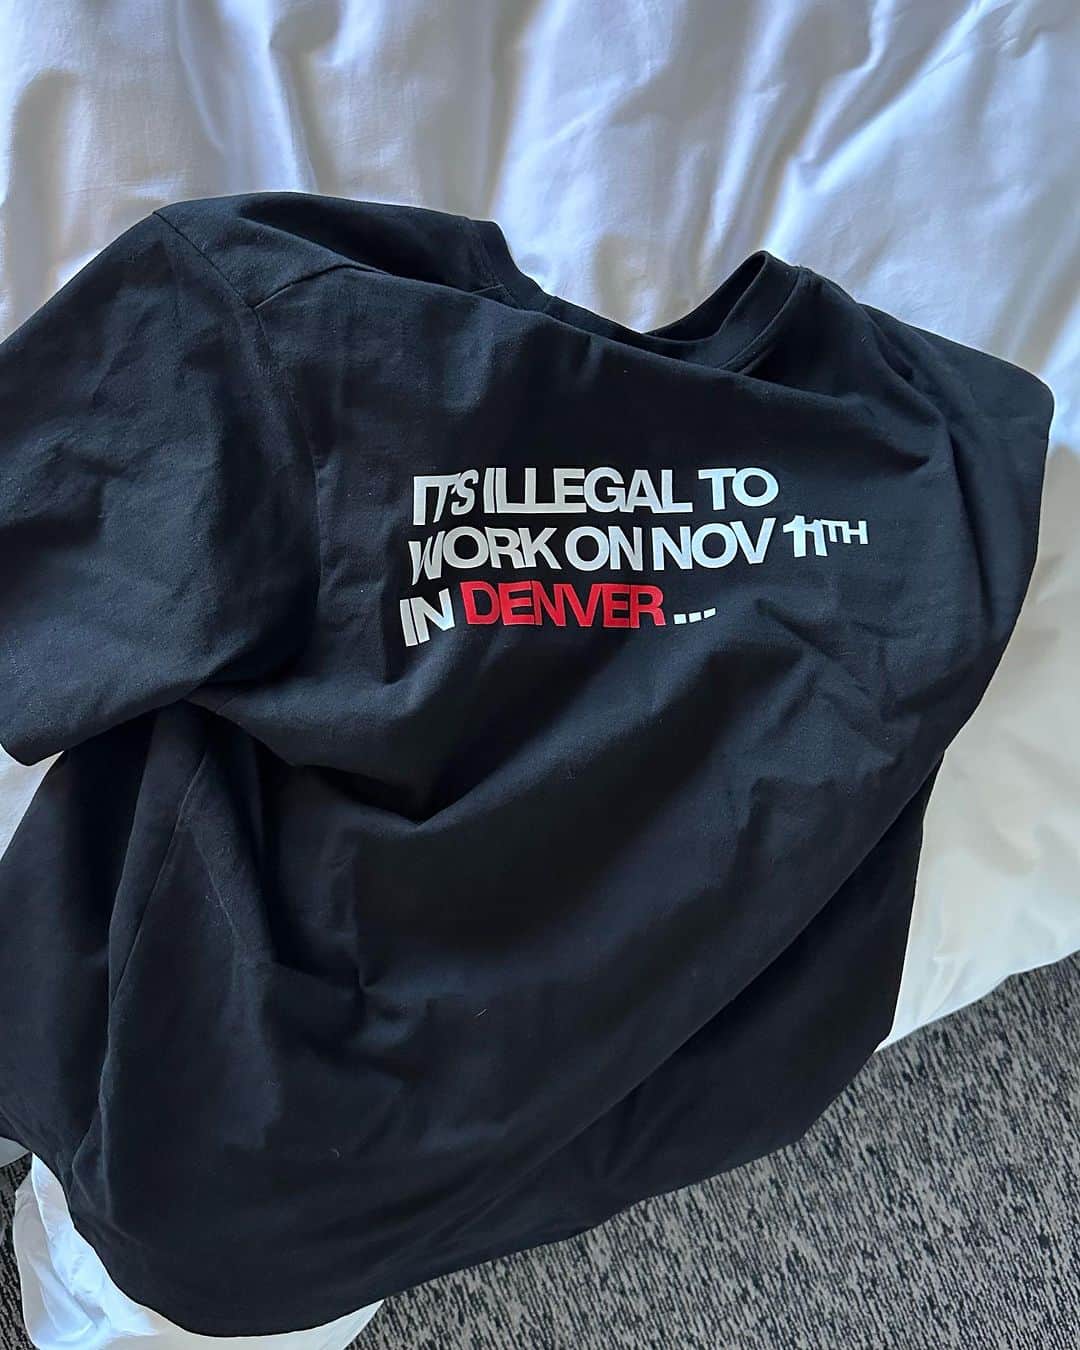 IT'S ILLEGAL TO
WORK ON NOV 11TH
IN DENVER...